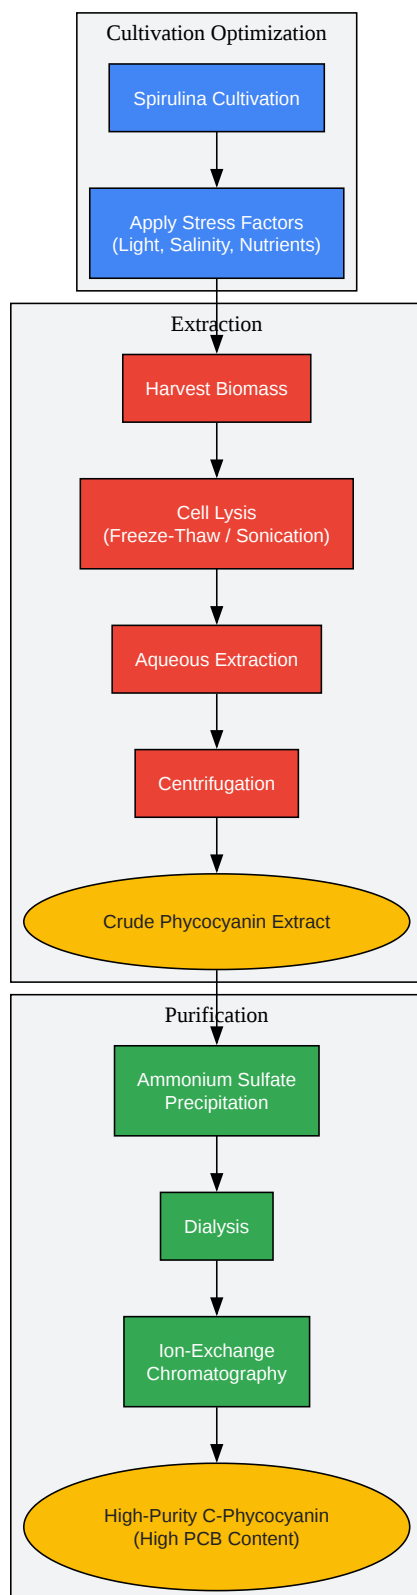 Cultivation Optimization
Spirulina Cultivation
Apply Stress Factors
(Light, Salinity, Nutrients)
Extraction
Harvest Biomass
Cell Lysis
(Freeze-Thaw / Sonication)
Aqueous Extraction
Centrifugation
Crude Phycocyanin Extract
Purification
Ammonium Sulfate
Precipitation
Dialysis
Ion-Exchange
Chromatography
High-Purity C-Phycocyanin
(High PCB Content)